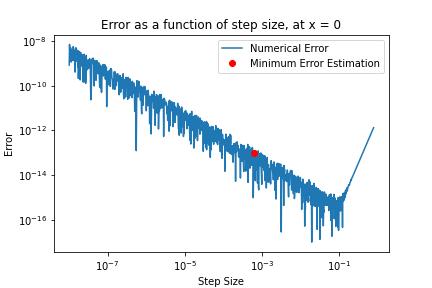 Error as a function of step size, at x = 0
Numerical Error
Minimum Error Estimation
Error
10⁻⁸
10⁻¹⁰
10⁻¹²
10⁻¹⁴
10⁻¹⁶
10⁻⁷
10⁻⁵
10⁻³
10⁻¹
Step Size